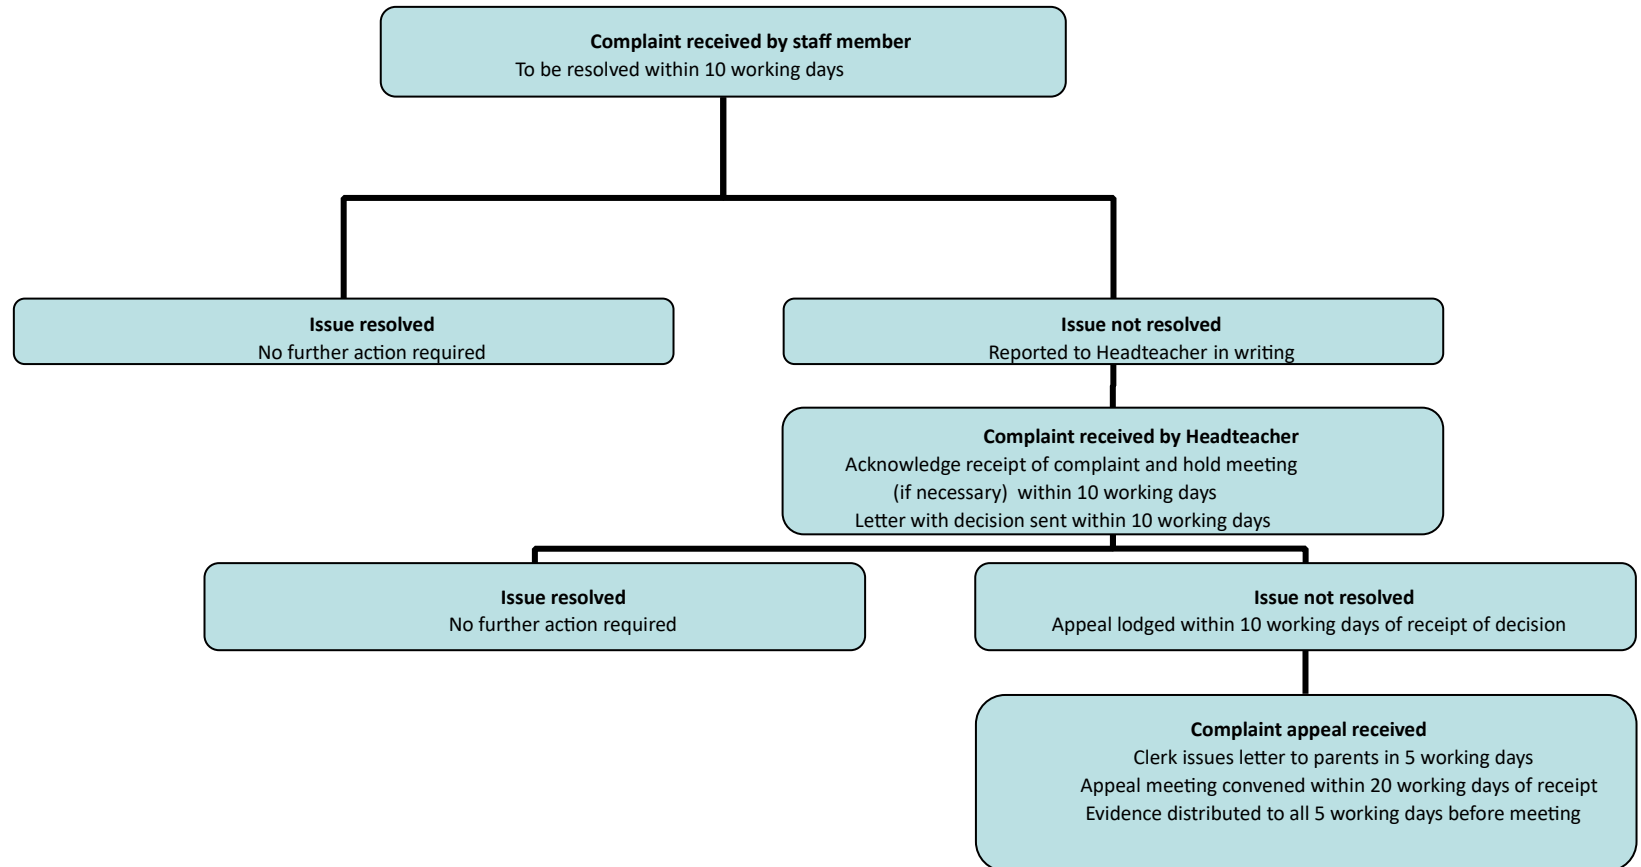 Complaint received by staff member
To be resolved within 10 working days
Issue resolved
No further action required
Issue not resolved
Reported to Headteacher in writing
Complaint received by Headteacher
Acknowledge receipt of complaint and hold meeting
(if necessary)  within 10 working days
Letter with decision sent within 10 working days
Issue resolved
No further action required
Issue not resolved
Appeal lodged within 10 working days of receipt of decision
Complaint appeal received
Clerk issues letter to parents in 5 working days
Appeal meeting convened within 20 working days of receipt
Evidence distributed to all 5 working days before meeting